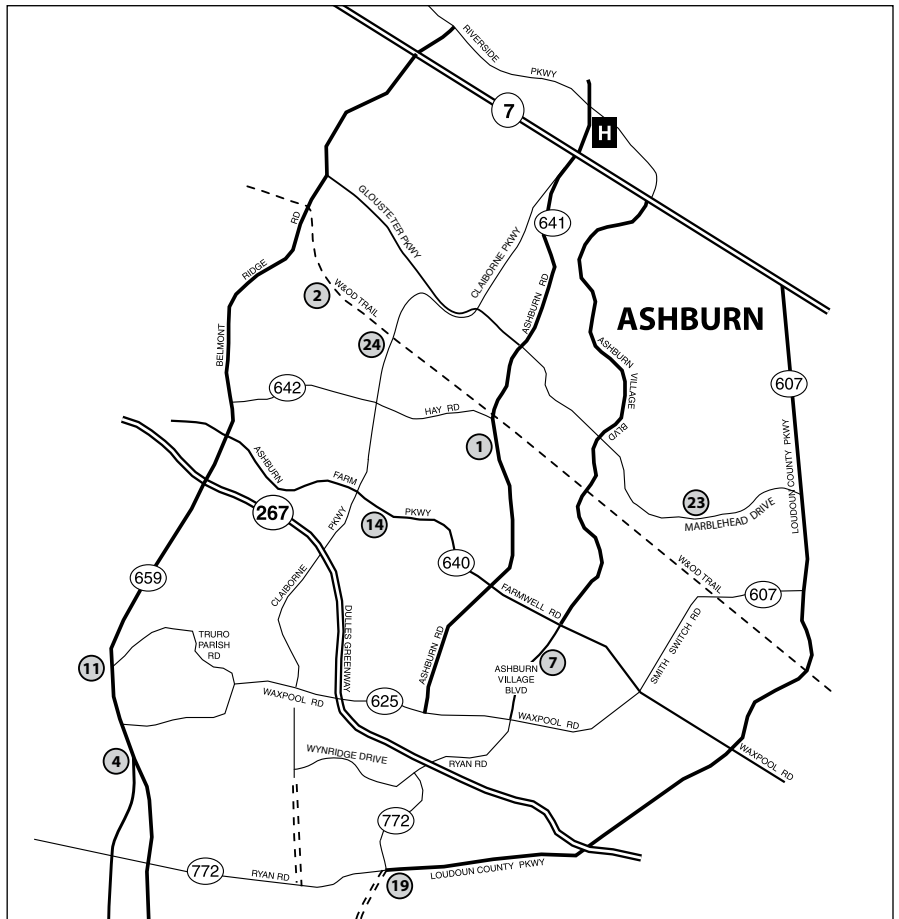 RIVERSIDE
PKWY
7
H
GLOUSTETER PKWY
CLAIBORNE PKWY
641
RIDGE RD
2
W&OD TRAIL
ASHBURN RD
ASHBURN
24
BELMONT
ASHBURN VILLAGE BLVD
607
642
HAY RD
1
LOUDOUN COUNTY PKWY
ASHBURN FARM PKWY
267
14
23
MARBLEHEAD DRIVE
CLAIBORNE PKWY
640
659
W&OD TRAIL
607
FARMWELL RD
DULLES GREENWAY
SMITH SWITCH RD
TRURO
PARISH
RD
11
ASHBURN RD
7
ASHBURN
VILLAGE
BLVD
WAXPOOL RD
625
WAXPOOL RD
WYNRIDGE DRIVE
RYAN RD
WAXPOOL RD
4
772
772
RYAN RD
19
LOUDOUN COUNTY PKWY